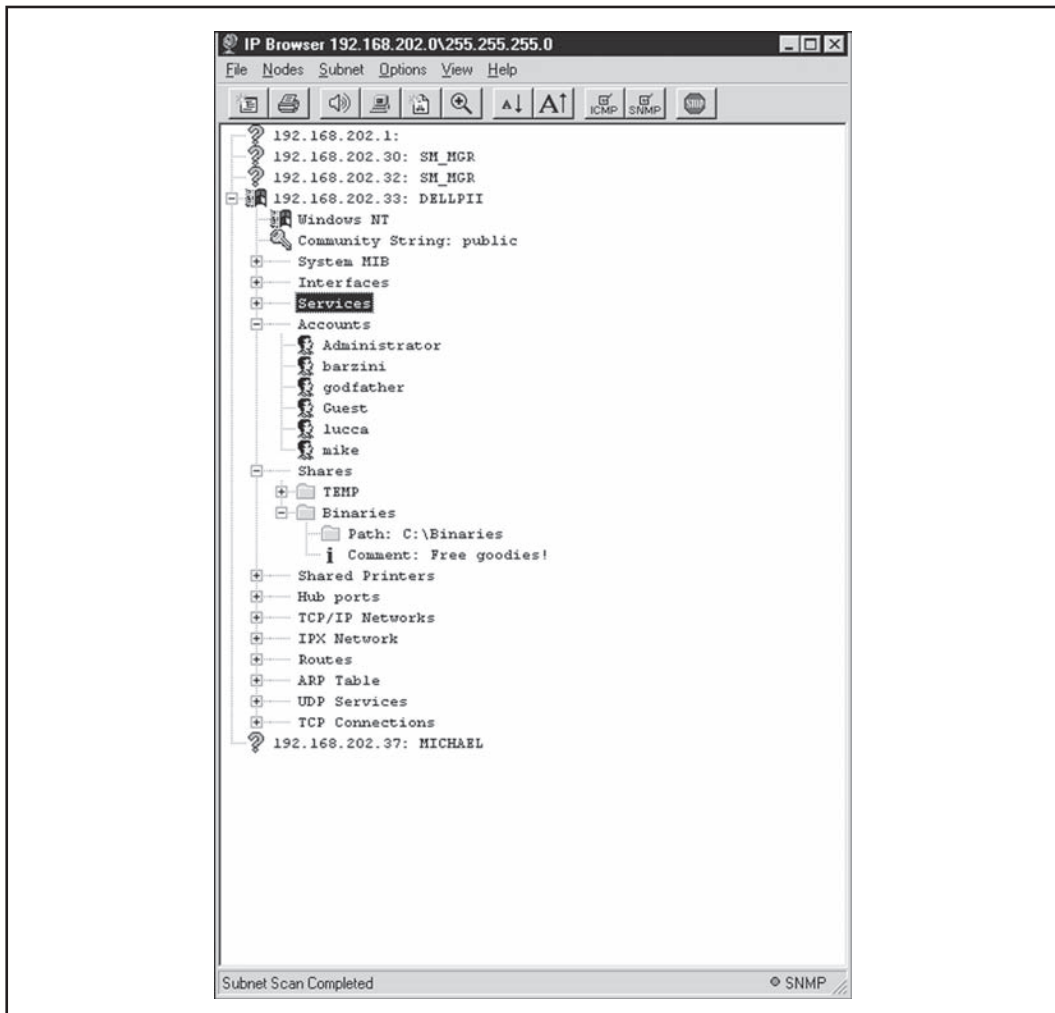 IP Browser 192.168.202.0\255.255.255.0
File Nodes Subnet Options View Help
A A ICMP SNMP STOP
192.168.202.1:
192.168.202.30: SM_MGR
192.168.202.32: SM_MGR
192.168.202.33: DELLPII
Windows NT
Community String: public
System MIB
Interfaces
Services
Accounts
Administrator
barzini
godfather
Guest
lucca
mike
Shares
TEMP
Binaries
Path: C:\Binaries
Comment: Free goodies!
Shared Printers
Hub ports
TCP/IP Networks
IPX Network
Routes
ARP Table
UDP Services
TCP Connections
192.168.202.37: MICHAEL
Subnet Scan Completed SNMP